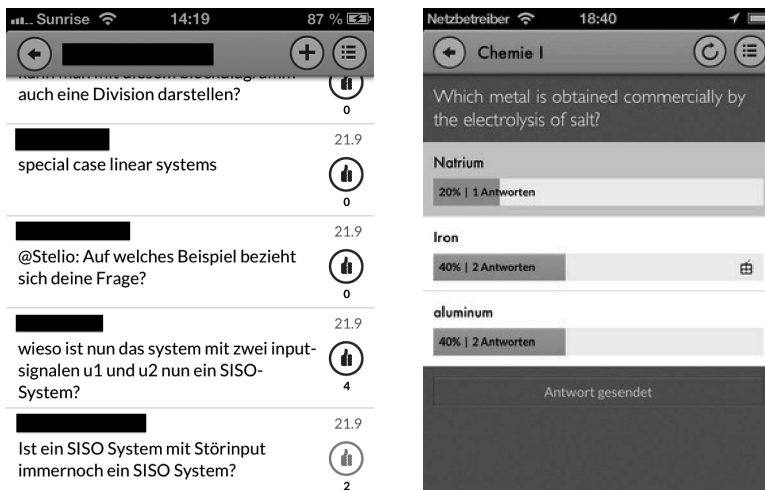 Sunrise 14:19 87 %
kann man mit diesem Blockdiagramm
auch eine Division darstellen?
0
21.9
special case linear systems
0
21.9
@Stelio: Auf welches Beispiel bezieht
sich deine Frage?
0
21.9
wieso ist nun das system mit zwei input-
signalen u1 und u2 nun ein SISO-
System?
4
21.9
Ist ein SISO System mit Störinput
immernoch ein SISO System?
2
Netzbetreiber 18:40
Chemie I
Which metal is obtained commercially by
the electrolysis of salt?
Natrium
20% | 1 Antworten
Iron
40% | 2 Antworten
aluminum
40% | 2 Antworten
Antwort gesendet